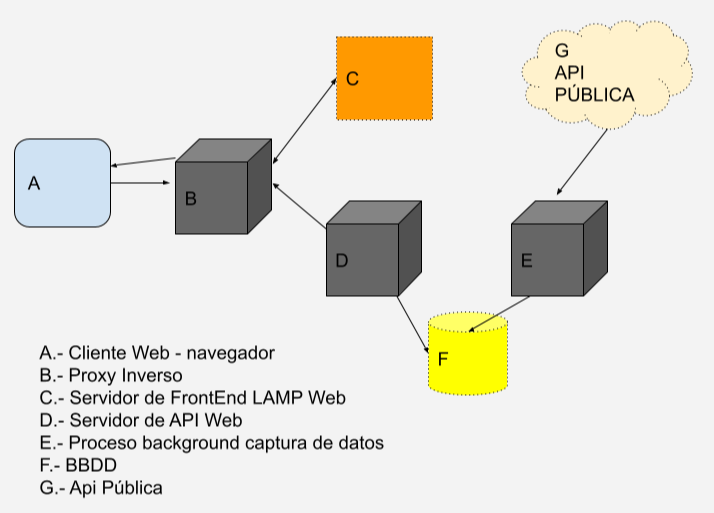 G
API
PÚBLICA
C
A
B
D
E
F
A.- Cliente Web - navegador
B.- Proxy Inverso
C.- Servidor de FrontEnd LAMP Web
D.- Servidor de API Web
E.- Proceso background captura de datos
F.- BBDD
G.- Api Pública